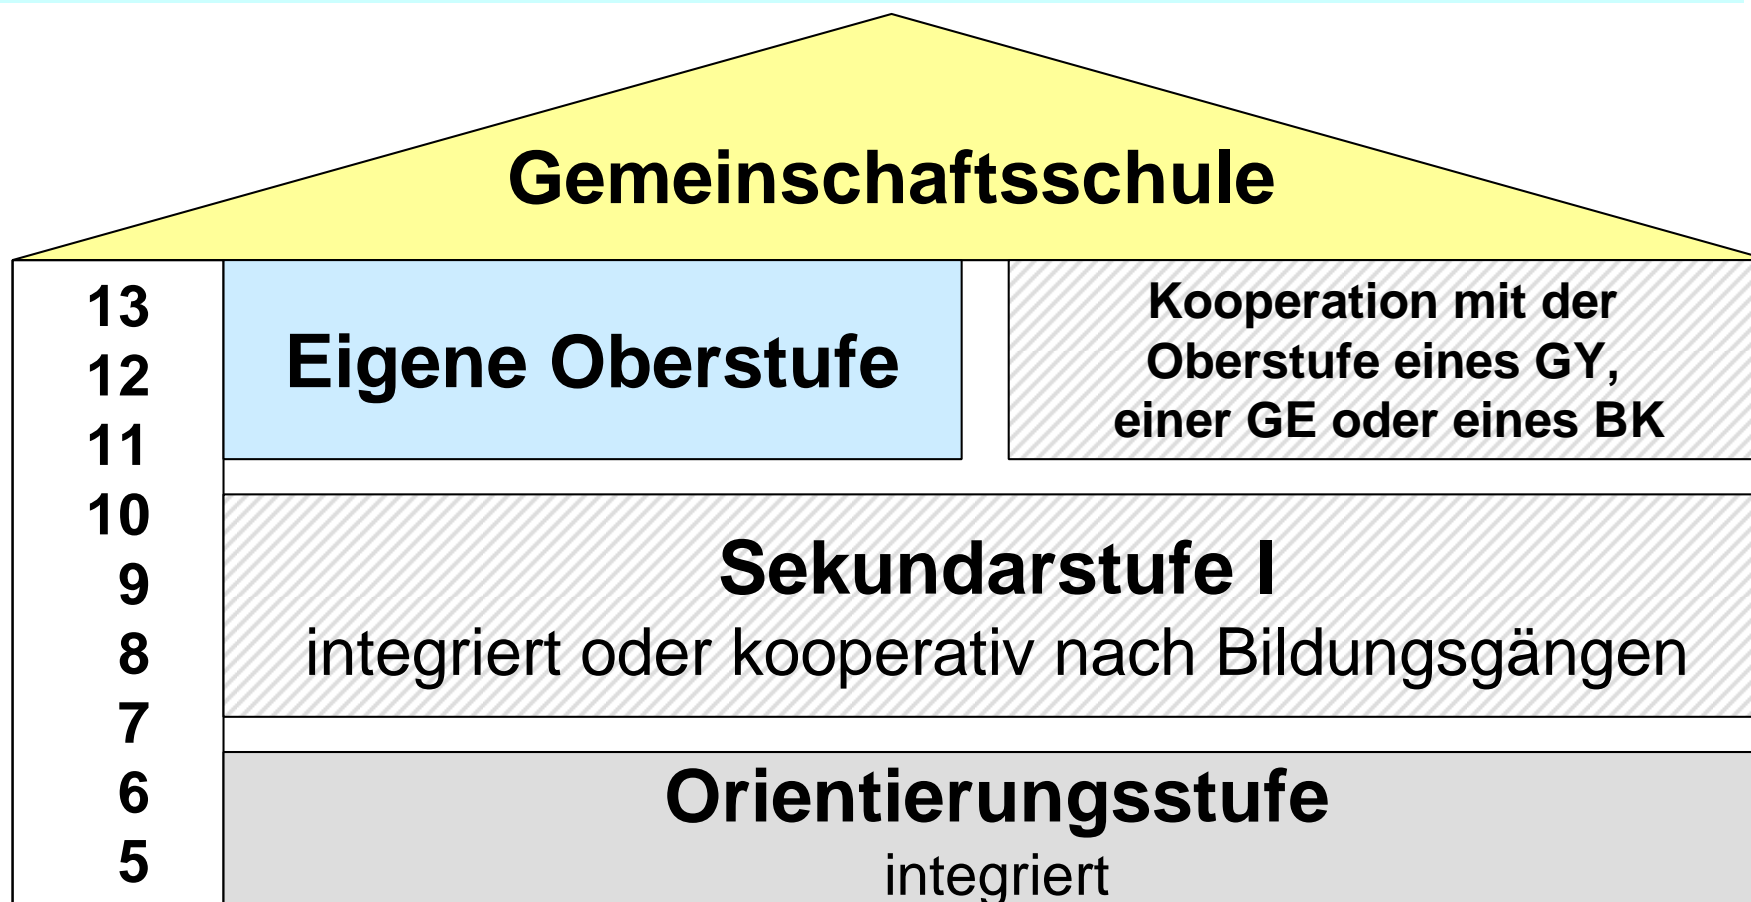 Gemeinschaftsschule
13
12
11
10
9
8
7
6
5
Eigene Oberstufe
Kooperation mit der
Oberstufe eines GY,
einer GE oder eines BK
Sekundarstufe I
integriert oder kooperativ nach Bildungsgängen
Orientierungsstufe
integriert